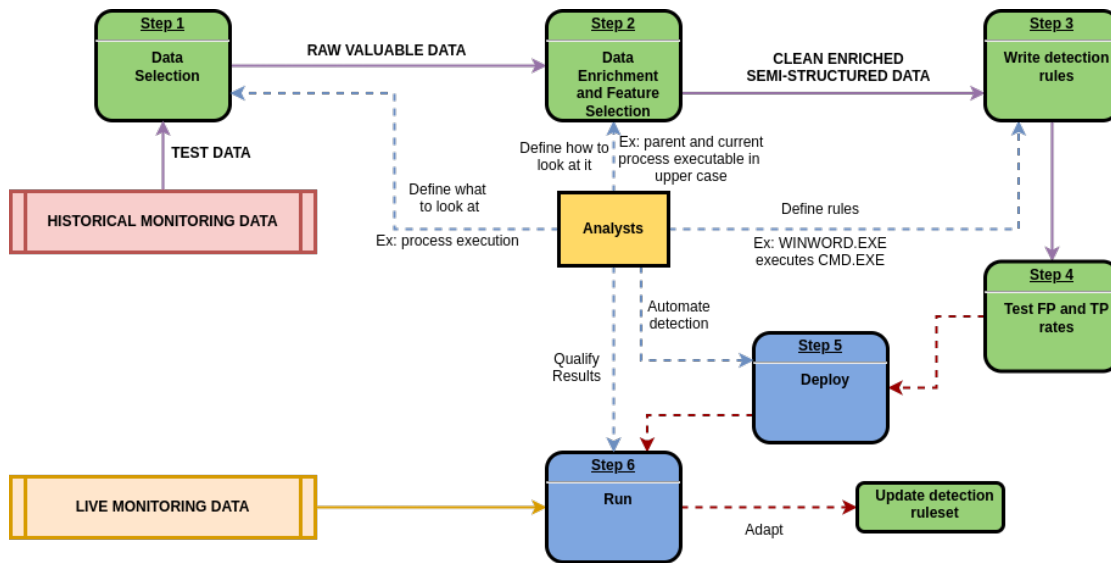 Step 1
Data
Selection
RAW VALUABLE DATA
Step 2
Data
Enrichment
and Feature
Selection
CLEAN ENRICHED
SEMI-STRUCTURED DATA
Step 3
Write detection
rules
TEST DATA
HISTORICAL MONITORING DATA
Define what
to look at
Ex: process execution
Define how to
look at it
Ex: parent and current
process executable in
upper case
Analysts
Define rules
Ex: WINWORD.EXE
executes CMD.EXE
Step 4
Test FP and TP
rates
Automate
detection
Step 5
Deploy
Qualify
Results
LIVE MONITORING DATA
Step 6
Run
Adapt
Update detection
ruleset